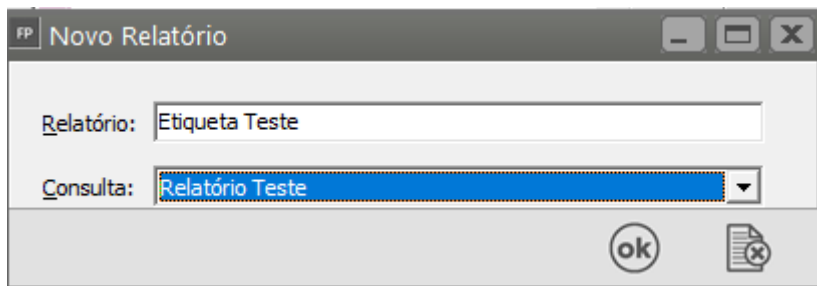 FP Novo Relatório
Relatório: Etiqueta Teste
Consulta: Relatório Teste
ok